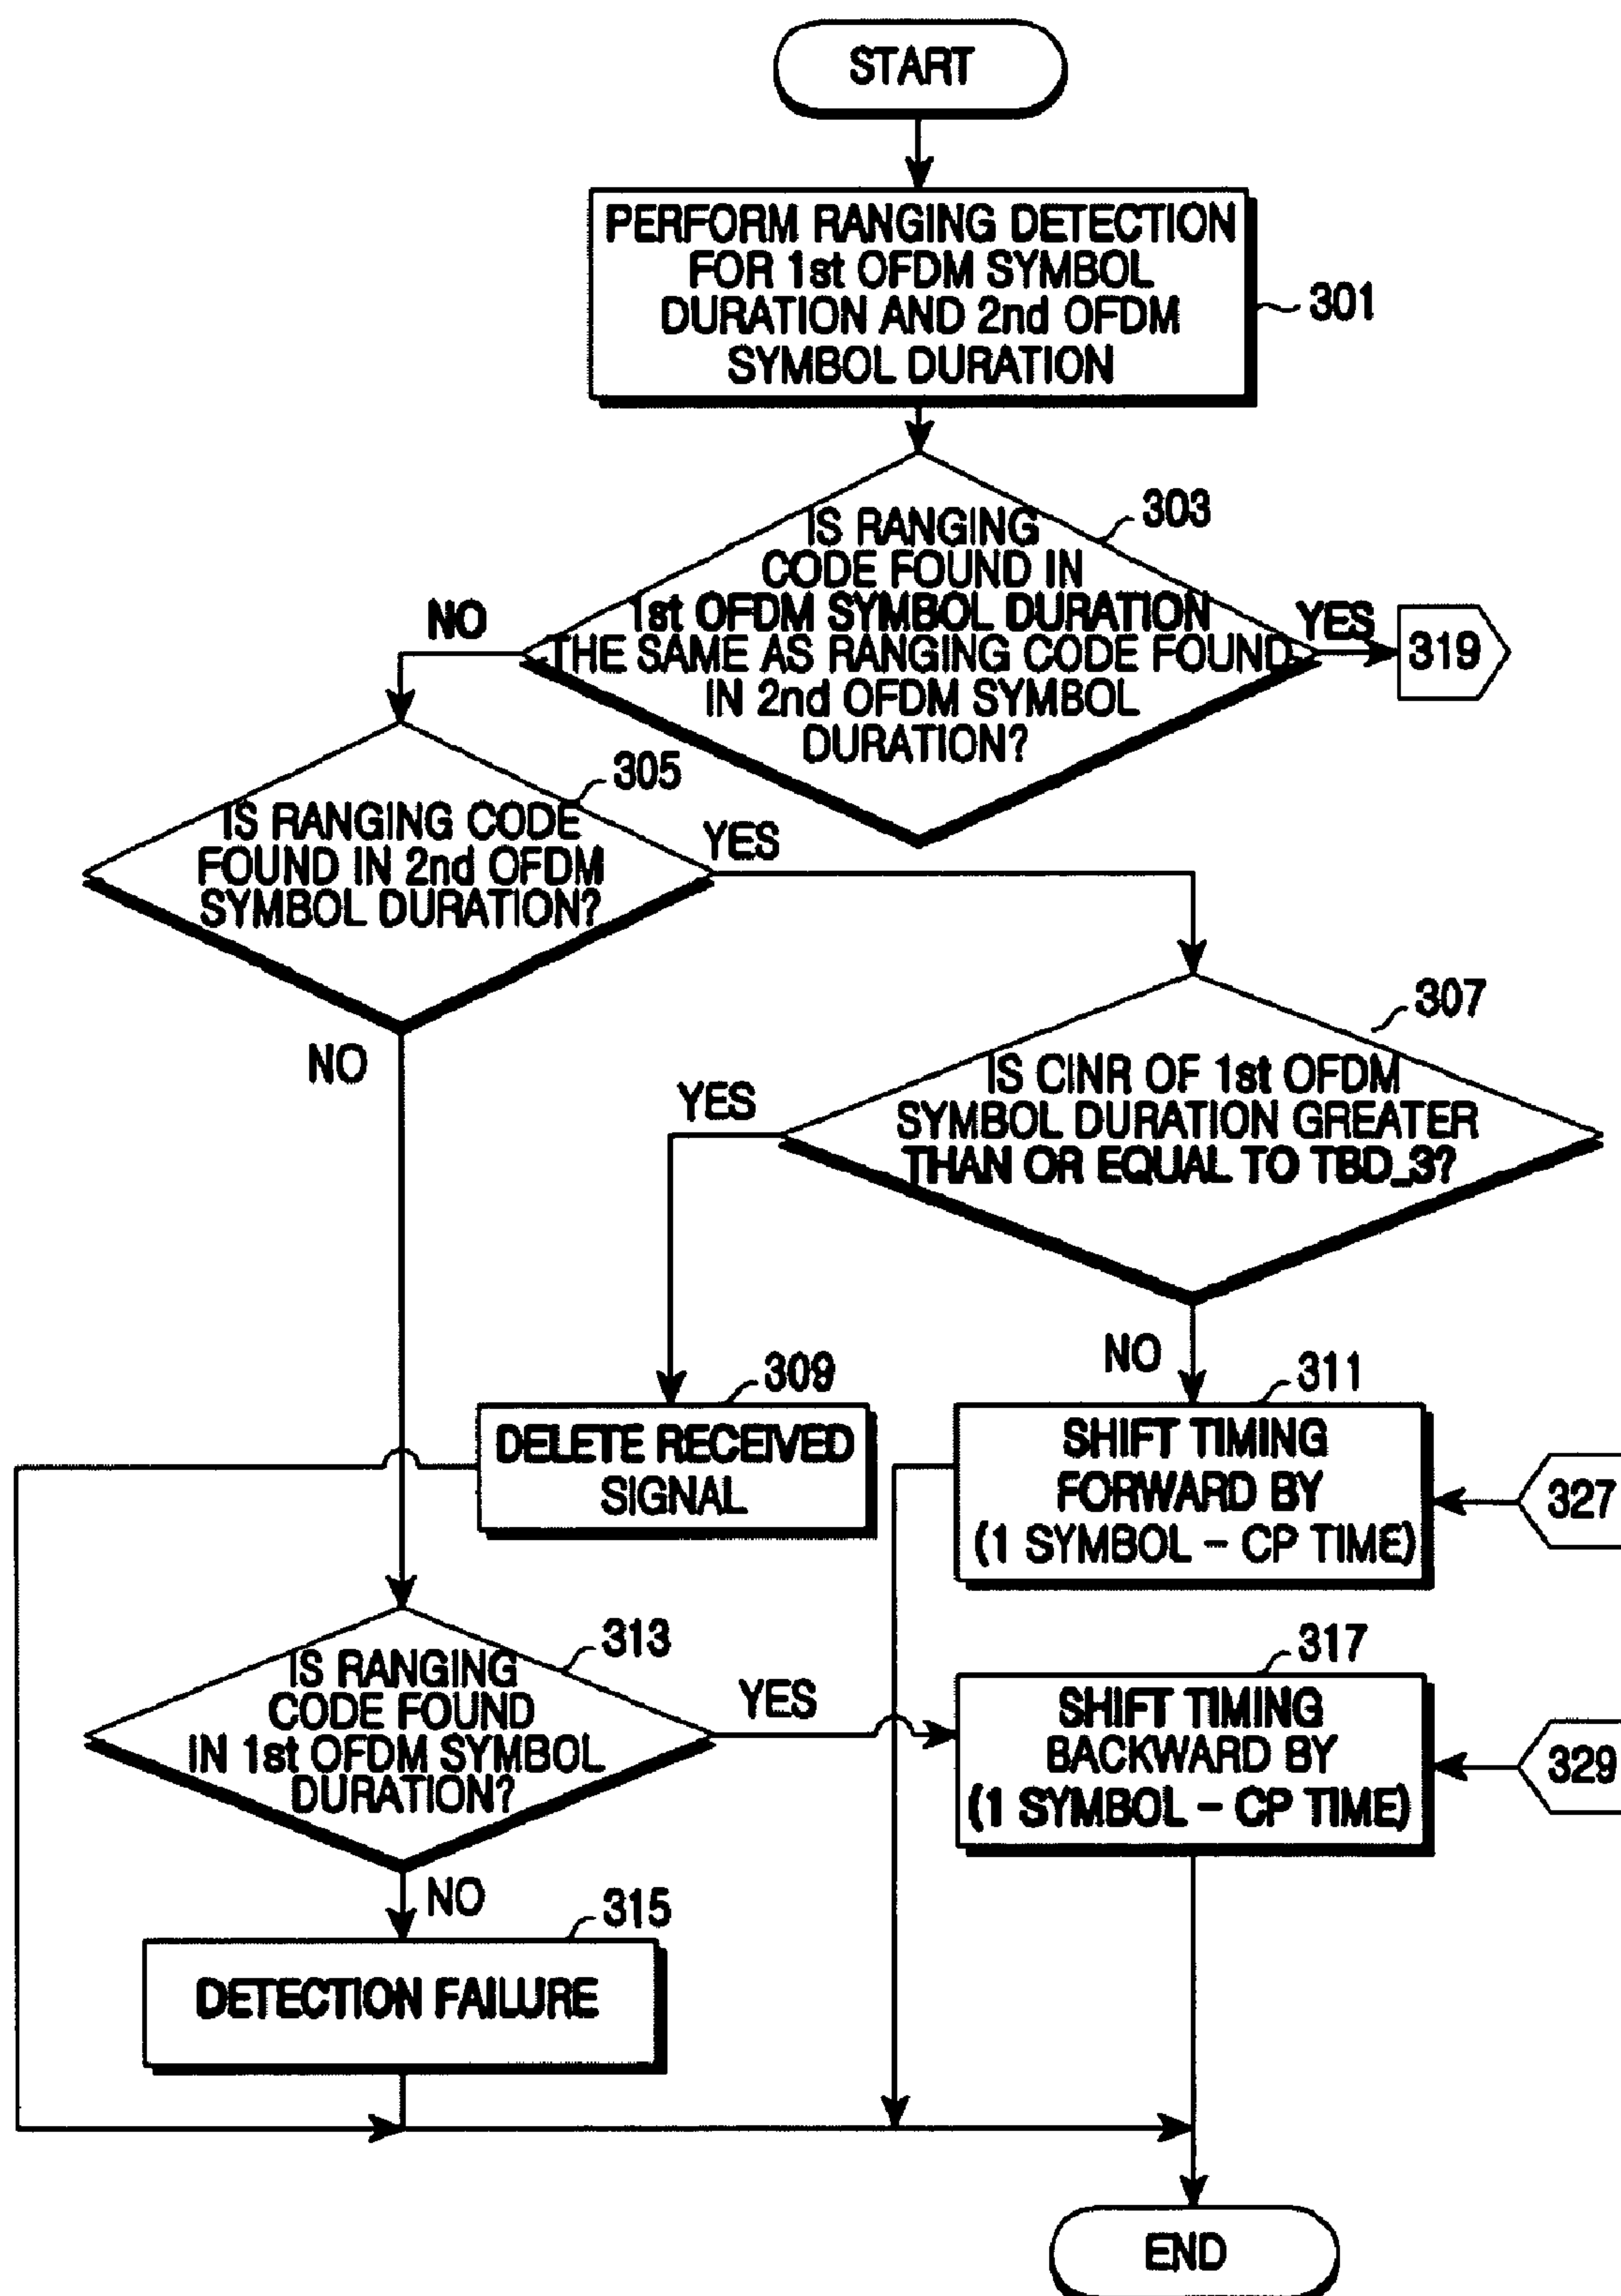 START
PERFORM RANGING DETECTION
FOR 1st OFDM SYMBOL
DURATION AND 2nd OFDM
SYMBOL DURATION
301
303
IS RANGING
CODE FOUND IN
1st OFDM SYMBOL DURATION
THE SAME AS RANGING CODE FOUND
IN 2nd OFDM SYMBOL
DURATION?
NO
YES
319
305
IS RANGING CODE
FOUND IN 2nd OFDM
SYMBOL DURATION?
YES
NO
307
IS CINR OF 1st OFDM
SYMBOL DURATION GREATER
THAN OR EQUAL TO TBD_3?
YES
NO
309
DELETE RECEIVED
SIGNAL
311
SHIFT TIMING
FORWARD BY
(1 SYMBOL – CP TIME)
327
313
IS RANGING
CODE FOUND
IN 1st OFDM SYMBOL
DURATION?
YES
NO
317
SHIFT TIMING
BACKWARD BY
(1 SYMBOL – CP TIME)
329
315
DETECTION FAILURE
END